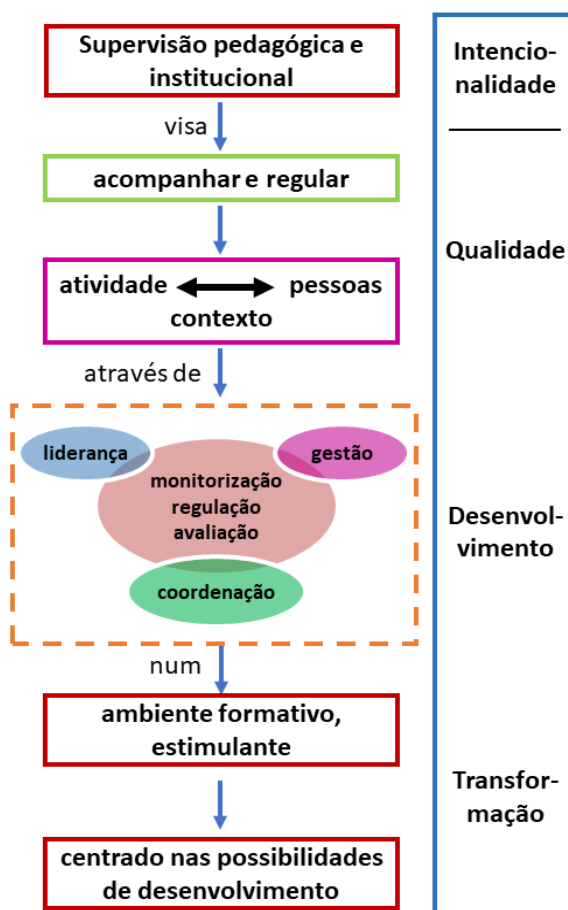 Supervisão pedagógica e
institucional
visa
acompanhar e regular
atividade pessoas
contexto
através de
liderança
gestão
monitorização
regulação
avaliação
coordenação
num
ambiente formativo,
estimulante
centrado nas possibilidades
de desenvolvimento
Intencio-
nalidade
Qualidade
Desenvol-
vimento
Transfor-
mação